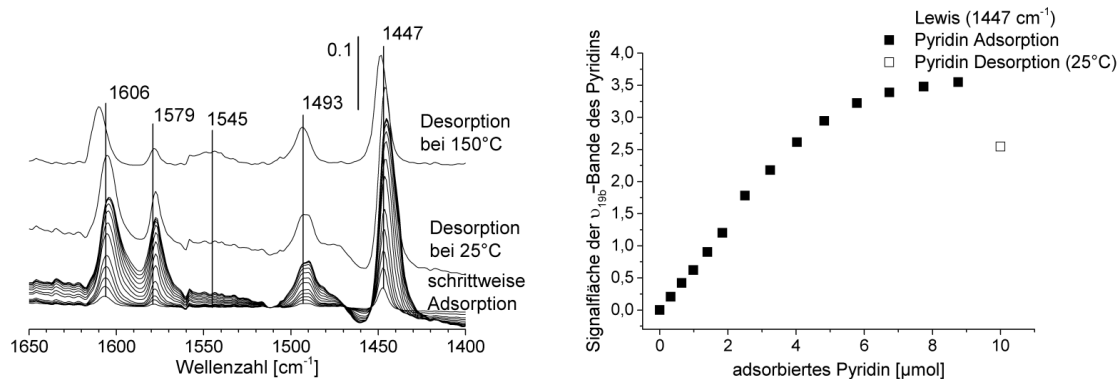 1447
0.1
1606
1579
1545
1493
Desorption
bei 150°C
Desorption
bei 25°C
schrittweise
Adsorption
1650 1600 1550 1500 1450 1400
Wellenzahl [cm⁻¹]
Lewis (1447 cm⁻¹)
■ Pyridin Adsorption
□ Pyridin Desorption (25°C)
Signalfläche der υ₁₉b–Bande des Pyridins
4,0
3,5
3,0
2,5
2,0
1,5
1,0
0,5
0,0
0 2 4 6 8 10
adsorbiertes Pyridin [µmol]